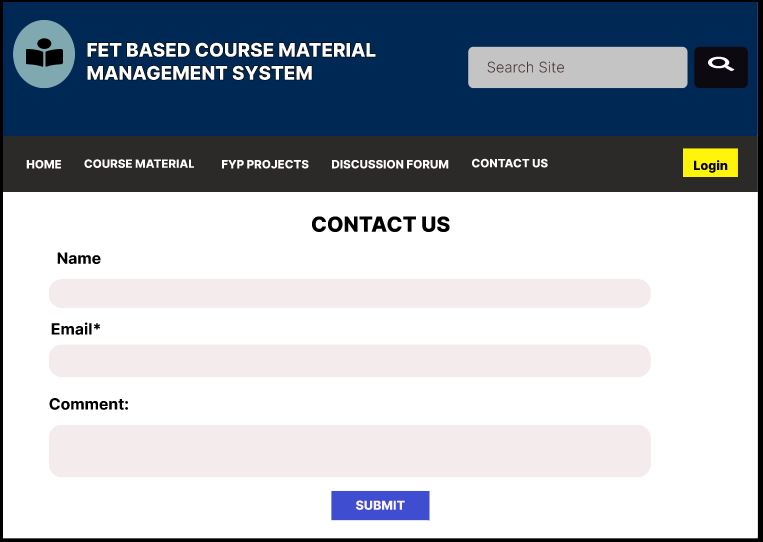 FET BASED COURSE MATERIAL
MANAGEMENT SYSTEM
Search Site
HOME COURSE MATERIAL FYP PROJECTS DISCUSSION FORUM CONTACT US Login
CONTACT US
Name
Email*
Comment:
SUBMIT